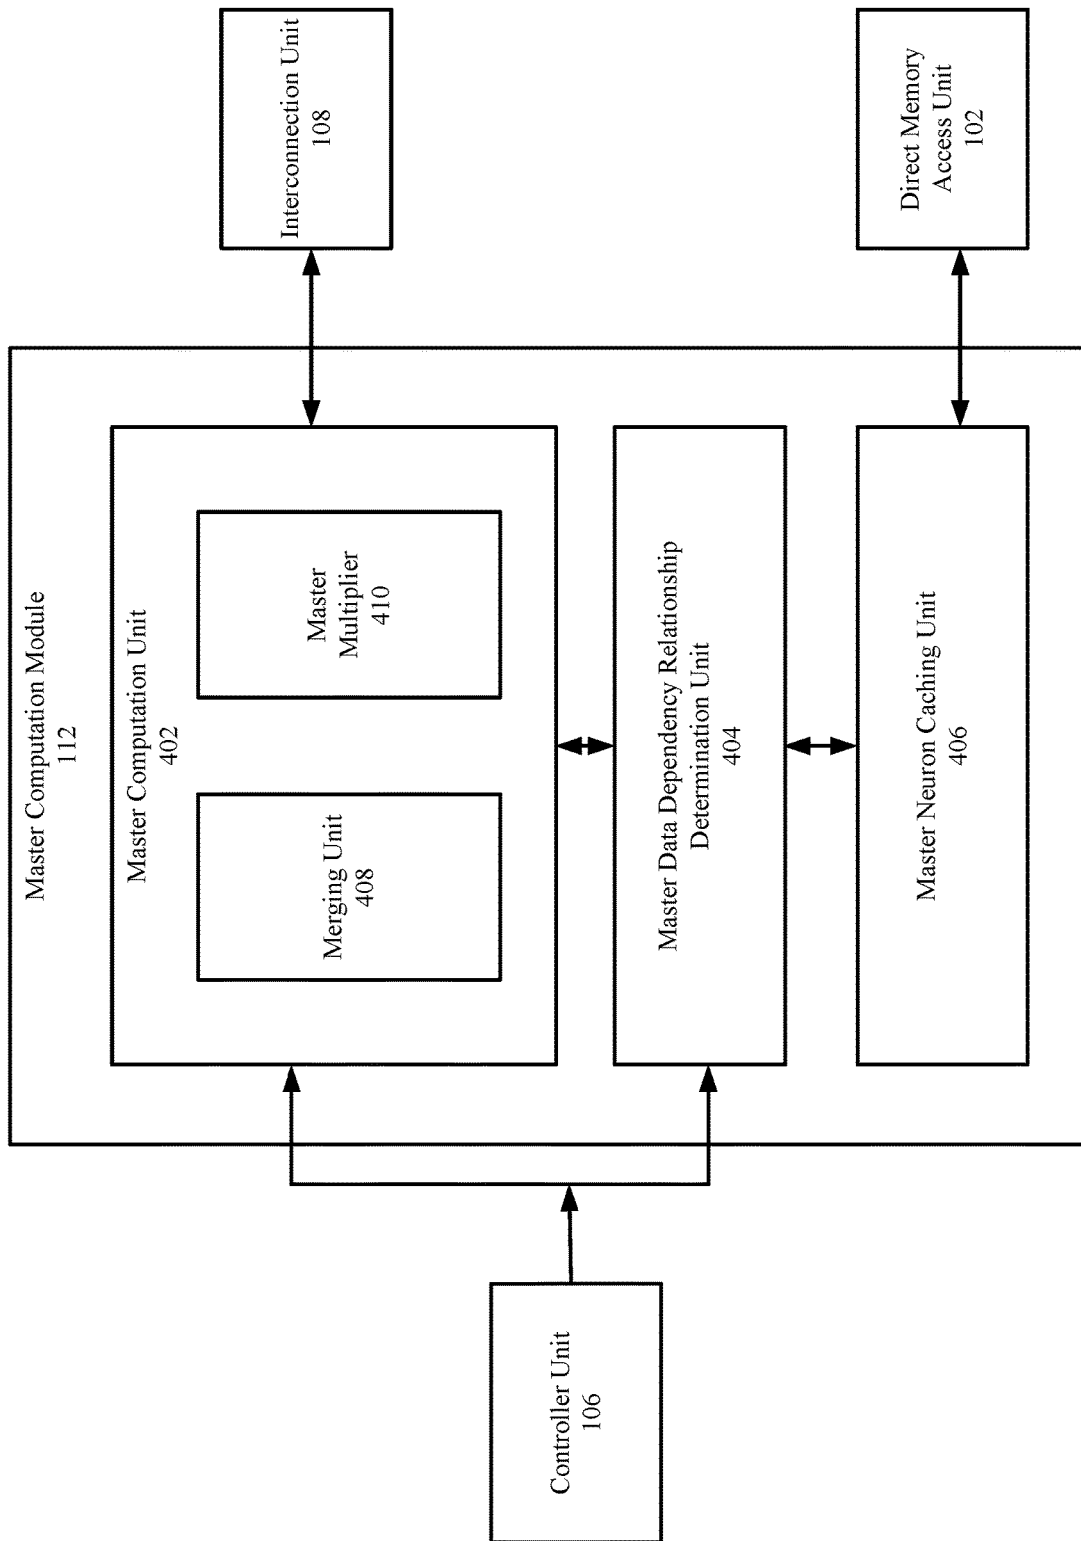 Master Computation Module
112
Master Computation Unit
402
Merging Unit
408
Master
Multiplier
410
Master Data Dependency Relationship
Determination Unit
404
Master Neuron Caching Unit
406
Controller Unit
106
Interconnection Unit
108
Direct Memory
Access Unit
102